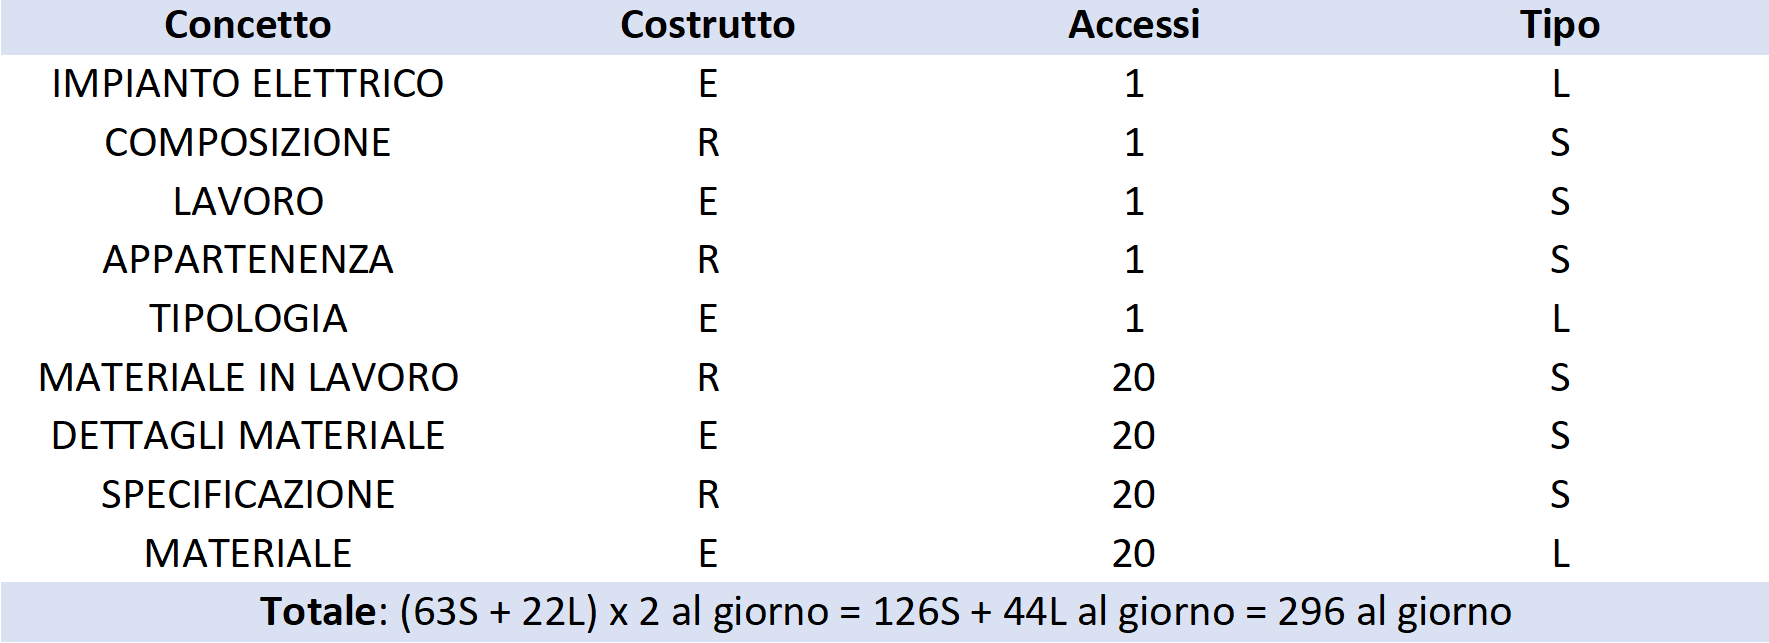 Concetto Costrutto Accessi Tipo
IMPIANTO ELETTRICO E 1 L
COMPOSIZIONE R 1 S
LAVORO E 1 S
APPARTENENZA R 1 S
TIPOLOGIA E 1 L
MATERIALE IN LAVORO R 20 S
DETTAGLI MATERIALE E 20 S
SPECIFICAZIONE R 20 S
MATERIALE E 20 L
Totale: (63S + 22L) x 2 al giorno = 126S + 44L al giorno = 296 al giorno